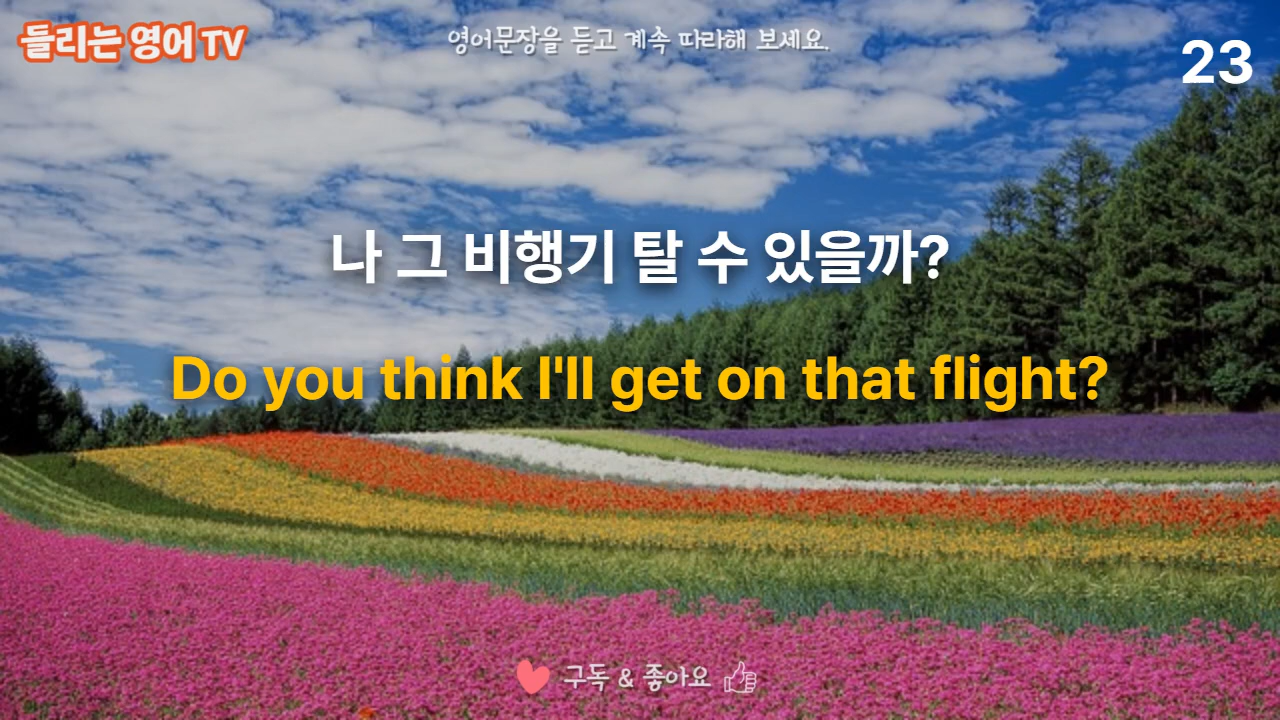 들리는 영어 TV
영어문장을 듣고 계속 따라해 보세요.
23
나 그 비행기 탈 수 있을까?
Do you think I'll get on that flight?
구독 & 좋아요